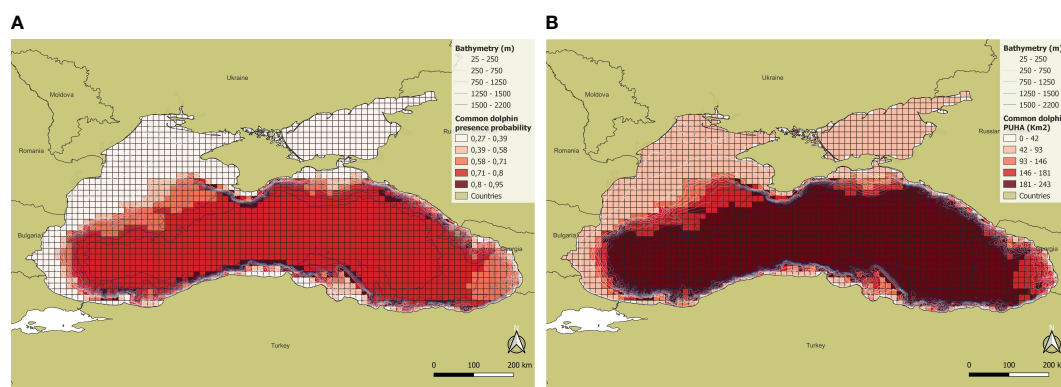 A
Bathymetry (m)
25 - 250
250 - 750
750 - 1250
1250 - 1500
1500 - 2200
Common dolphin
presence probability
0,27 - 0,39
0,39 - 0,58
0,58 - 0,71
0,71 - 0,8
0,8 - 0,95
Countries
Ukraine
Moldova
Romania
Ru
Bulgaria
Georgia
Turkey
N
0 100 200 km
B
Bathymetry (m)
25 - 250
250 - 750
750 - 1250
1250 - 1500
1500 - 2200
Common dolphin
PUHA (Km2)
0 - 42
42 - 93
93 - 146
146 - 181
181 - 243
Countries
Ukraine
Moldova
Romania
Russian
Bulgaria
Georgia
Turkey
N
0 100 200 km